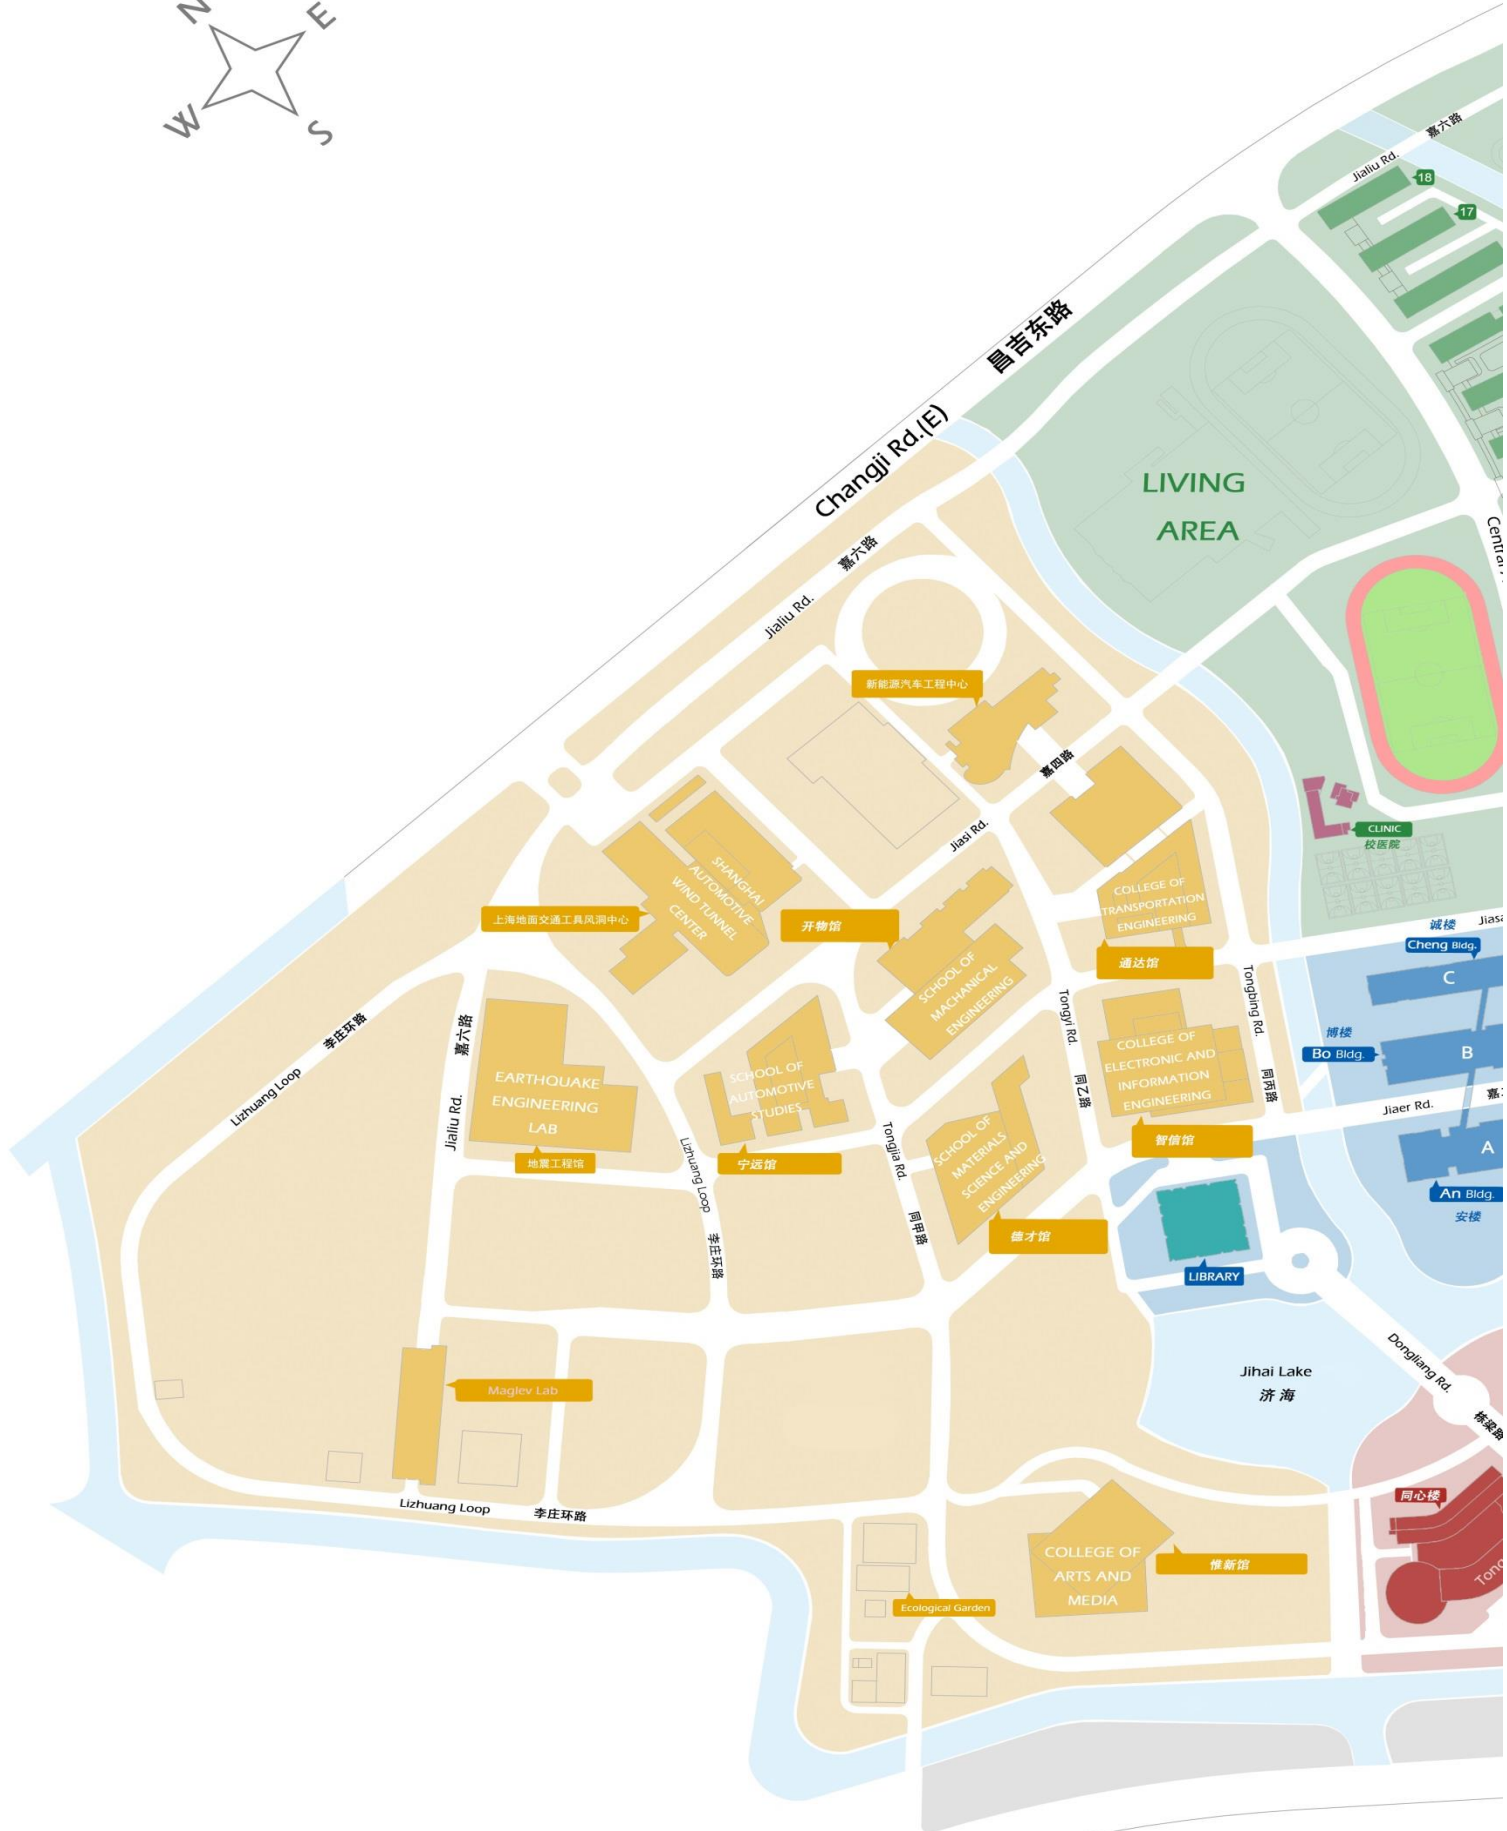 N
E
W
S
嘉六路
Jialiu Rd.
18
17
昌吉东路
Changji Rd.(E)
LIVING
AREA
嘉六路
Jialiu Rd.
新能源汽车工程中心
嘉四路
Jiasi Rd.
CLINIC
校医院
SHANGHAI
AUTOMOTIVE
WIND TUNNEL
CENTER
上海地面交通工具风洞中心
开物馆
COLLEGE OF
TRANSPORTATION
ENGINEERING
通达馆
诚楼
Cheng Bldg.
C
SCHOOL OF
MACHANICAL
ENGINEERING
Tongyi Rd.
同乙路
Tongbing Rd.
同丙路
博楼
Bo Bldg.
B
李庄环路
Lizhuang Loop
嘉六路
Jialiu Rd.
EARTHQUAKE
ENGINEERING
LAB
地震工程馆
SCHOOL OF
AUTOMOTIVE
STUDIES
宁远馆
COLLEGE OF
ELECTRONIC AND
INFORMATION
ENGINEERING
智信馆
Jiaer Rd.
A
An Bldg.
安楼
Lizhuang Loop
李庄环路
Tongjia Rd.
同甲路
SCHOOL OF
MATERIALS
SCIENCE AND
ENGINEERING
德才馆
LIBRARY
Jihai Lake
济海
Dongliang Rd.
栋梁路
Maglev Lab
Lizhuang Loop
李庄环路
同心楼
COLLEGE OF
ARTS AND
MEDIA
惟新馆
Ecological Garden